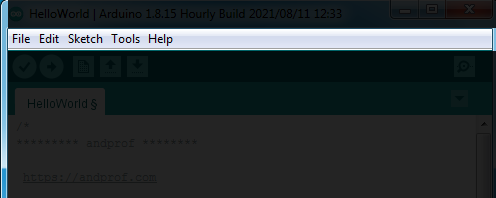 HelloWorld | Arduino 1.8.15 Hourly Build 2021/08/11 12:33
File Edit Sketch Tools Help
HelloWorld §
/*
********* andprof ********
https://andprof.com